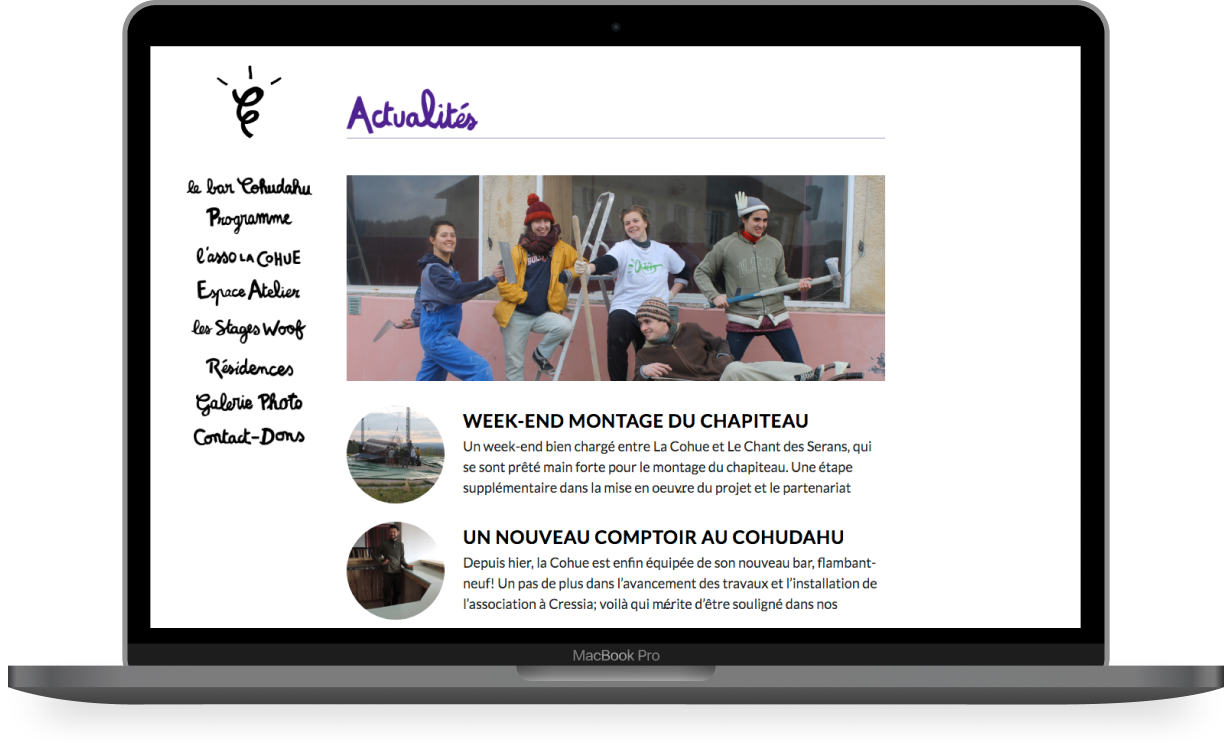 Actualités
le bar Cohudahu
Programme
l'asso LA COHUE
Espace Atelier
les Stages Woof
Résidences
Galerie Photo
Contact-Dons
WEEK-END MONTAGE DU CHAPITEAU
Un week-end bien chargé entre La Cohue et Le Chant des Serans, qui
se sont prêté main forte pour le montage du chapiteau. Une étape
supplémentaire dans la mise en oeuvre du projet et le partenariat
UN NOUVEAU COMPTOIR AU COHUDAHU
Depuis hier, la Cohue est enfin équipée de son nouveau bar, flambant-
neuf! Un pas de plus dans l'avancement des travaux et l'installation de
l'association à Cressia; voilà qui mérite d'être souligné dans nos
MacBook Pro